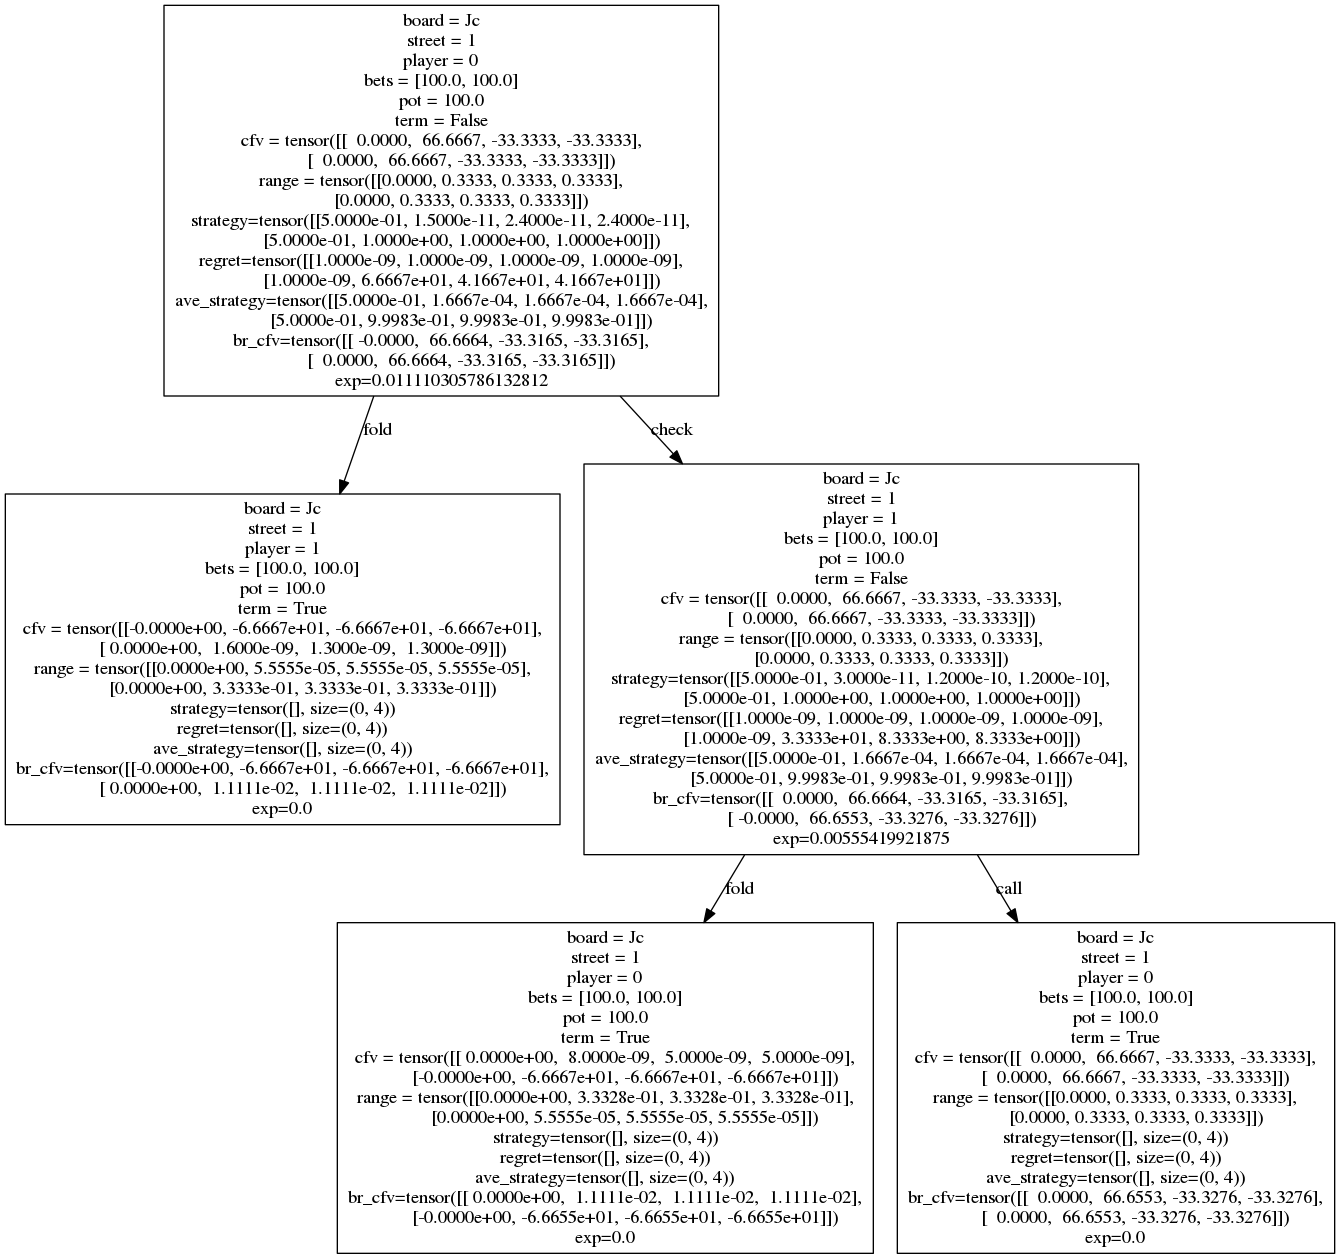 board = Jc
street = 1
player = 0
bets = [100.0, 100.0]
pot = 100.0
term = False
cfv = tensor([[  0.0000,  66.6667, -33.3333, -33.3333],
[  0.0000,  66.6667, -33.3333, -33.3333]])
range = tensor([[0.0000, 0.3333, 0.3333, 0.3333],
[0.0000, 0.3333, 0.3333, 0.3333]])
strategy=tensor([[5.0000e-01, 1.5000e-11, 2.4000e-11, 2.4000e-11],
[5.0000e-01, 1.0000e+00, 1.0000e+00, 1.0000e+00]])
regret=tensor([[1.0000e-09, 1.0000e-09, 1.0000e-09, 1.0000e-09],
[1.0000e-09, 6.6667e+01, 4.1667e+01, 4.1667e+01]])
ave_strategy=tensor([[5.0000e-01, 1.6667e-04, 1.6667e-04, 1.6667e-04],
[5.0000e-01, 9.9983e-01, 9.9983e-01, 9.9983e-01]])
br_cfv=tensor([[ -0.0000,  66.6664, -33.3165, -33.3165],
[  0.0000,  66.6664, -33.3165, -33.3165]])
exp=0.011110305786132812
fold
check
board = Jc
street = 1
player = 1
bets = [100.0, 100.0]
pot = 100.0
term = True
cfv = tensor([[-0.0000e+00, -6.6667e+01, -6.6667e+01, -6.6667e+01],
[ 0.0000e+00,  1.6000e-09,  1.3000e-09,  1.3000e-09]])
range = tensor([[0.0000e+00, 5.5555e-05, 5.5555e-05, 5.5555e-05],
[0.0000e+00, 3.3333e-01, 3.3333e-01, 3.3333e-01]])
strategy=tensor([], size=(0, 4))
regret=tensor([], size=(0, 4))
ave_strategy=tensor([], size=(0, 4))
br_cfv=tensor([[-0.0000e+00, -6.6667e+01, -6.6667e+01, -6.6667e+01],
[ 0.0000e+00,  1.1111e-02,  1.1111e-02,  1.1111e-02]])
exp=0.0
board = Jc
street = 1
player = 1
bets = [100.0, 100.0]
pot = 100.0
term = False
cfv = tensor([[  0.0000,  66.6667, -33.3333, -33.3333],
[  0.0000,  66.6667, -33.3333, -33.3333]])
range = tensor([[0.0000, 0.3333, 0.3333, 0.3333],
[0.0000, 0.3333, 0.3333, 0.3333]])
strategy=tensor([[5.0000e-01, 3.0000e-11, 1.2000e-10, 1.2000e-10],
[5.0000e-01, 1.0000e+00, 1.0000e+00, 1.0000e+00]])
regret=tensor([[1.0000e-09, 1.0000e-09, 1.0000e-09, 1.0000e-09],
[1.0000e-09, 3.3333e+01, 8.3333e+00, 8.3333e+00]])
ave_strategy=tensor([[5.0000e-01, 1.6667e-04, 1.6667e-04, 1.6667e-04],
[5.0000e-01, 9.9983e-01, 9.9983e-01, 9.9983e-01]])
br_cfv=tensor([[  0.0000,  66.6664, -33.3165, -33.3165],
[ -0.0000,  66.6553, -33.3276, -33.3276]])
exp=0.00555419921875
fold
call
board = Jc
street = 1
player = 0
bets = [100.0, 100.0]
pot = 100.0
term = True
cfv = tensor([[ 0.0000e+00,  8.0000e-09,  5.0000e-09,  5.0000e-09],
[-0.0000e+00, -6.6667e+01, -6.6667e+01, -6.6667e+01]])
range = tensor([[0.0000e+00, 3.3328e-01, 3.3328e-01, 3.3328e-01],
[0.0000e+00, 5.5555e-05, 5.5555e-05, 5.5555e-05]])
strategy=tensor([], size=(0, 4))
regret=tensor([], size=(0, 4))
ave_strategy=tensor([], size=(0, 4))
br_cfv=tensor([[ 0.0000e+00,  1.1111e-02,  1.1111e-02,  1.1111e-02],
[-0.0000e+00, -6.6655e+01, -6.6655e+01, -6.6655e+01]])
exp=0.0
board = Jc
street = 1
player = 0
bets = [100.0, 100.0]
pot = 100.0
term = True
cfv = tensor([[  0.0000,  66.6667, -33.3333, -33.3333],
[  0.0000,  66.6667, -33.3333, -33.3333]])
range = tensor([[0.0000, 0.3333, 0.3333, 0.3333],
[0.0000, 0.3333, 0.3333, 0.3333]])
strategy=tensor([], size=(0, 4))
regret=tensor([], size=(0, 4))
ave_strategy=tensor([], size=(0, 4))
br_cfv=tensor([[  0.0000,  66.6553, -33.3276, -33.3276],
[  0.0000,  66.6553, -33.3276, -33.3276]])
exp=0.0